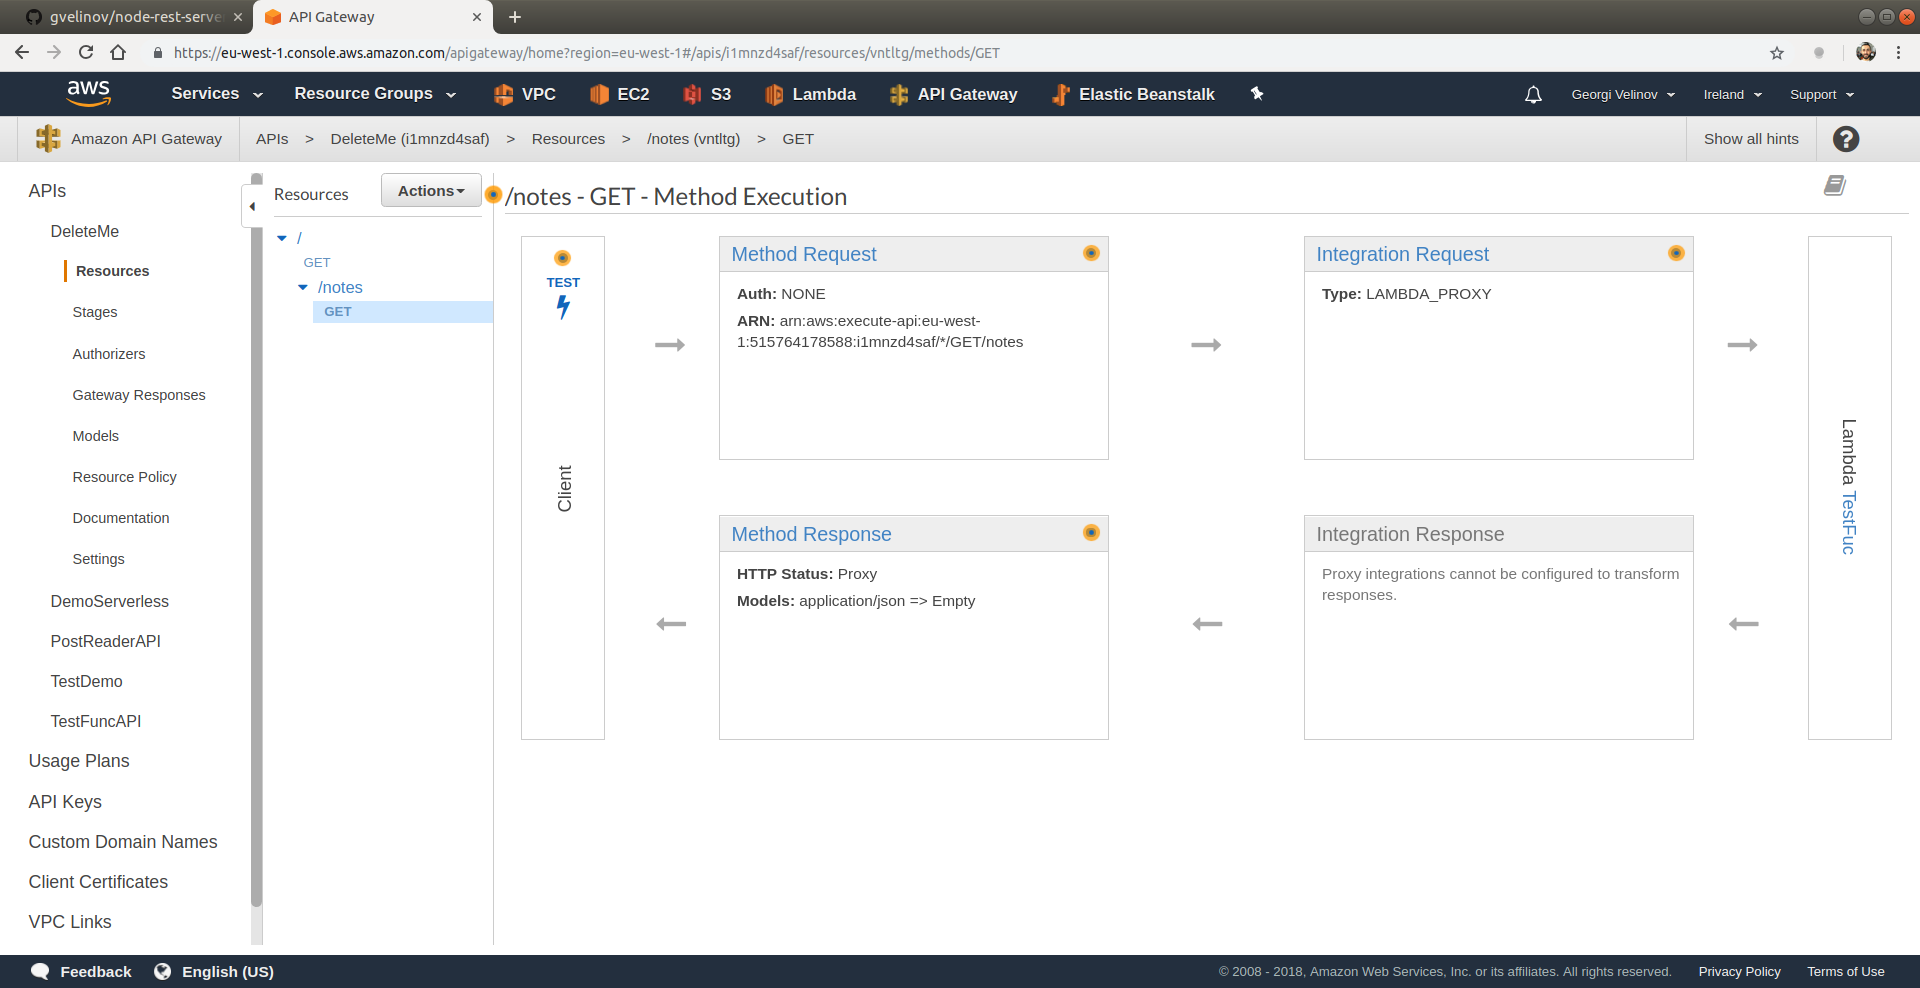 gvelinov/node-rest-serve
API Gateway
https://eu-west-1.console.aws.amazon.com/apigateway/home?region=eu-west-1#/apis/i1mnzd4saf/resources/vntltg/methods/GET
aws Services Resource Groups VPC EC2 S3 Lambda API Gateway Elastic Beanstalk Georgi Velinov Ireland Support
Amazon API Gateway APIs > DeleteMe (i1mnzd4saf) > Resources > /notes (vntltg) > GET Show all hints ?
APIs
DeleteMe
Resources
Stages
Authorizers
Gateway Responses
Models
Resource Policy
Documentation
Settings
DemoServerless
PostReaderAPI
TestDemo
TestFuncAPI
Usage Plans
API Keys
Custom Domain Names
Client Certificates
VPC Links
Resources Actions
/
GET
/notes
GET
/notes - GET - Method Execution
TEST
Client
Method Request
Auth: NONE
ARN: arn:aws:execute-api:eu-west-
1:515764178588:i1mnzd4saf/*/GET/notes
Integration Request
Type: LAMBDA_PROXY
Lambda TestFuc
Method Response
HTTP Status: Proxy
Models: application/json => Empty
Integration Response
Proxy integrations cannot be configured to transform
responses.
Feedback English (US) © 2008 - 2018, Amazon Web Services, Inc. or its affiliates. All rights reserved. Privacy Policy Terms of Use